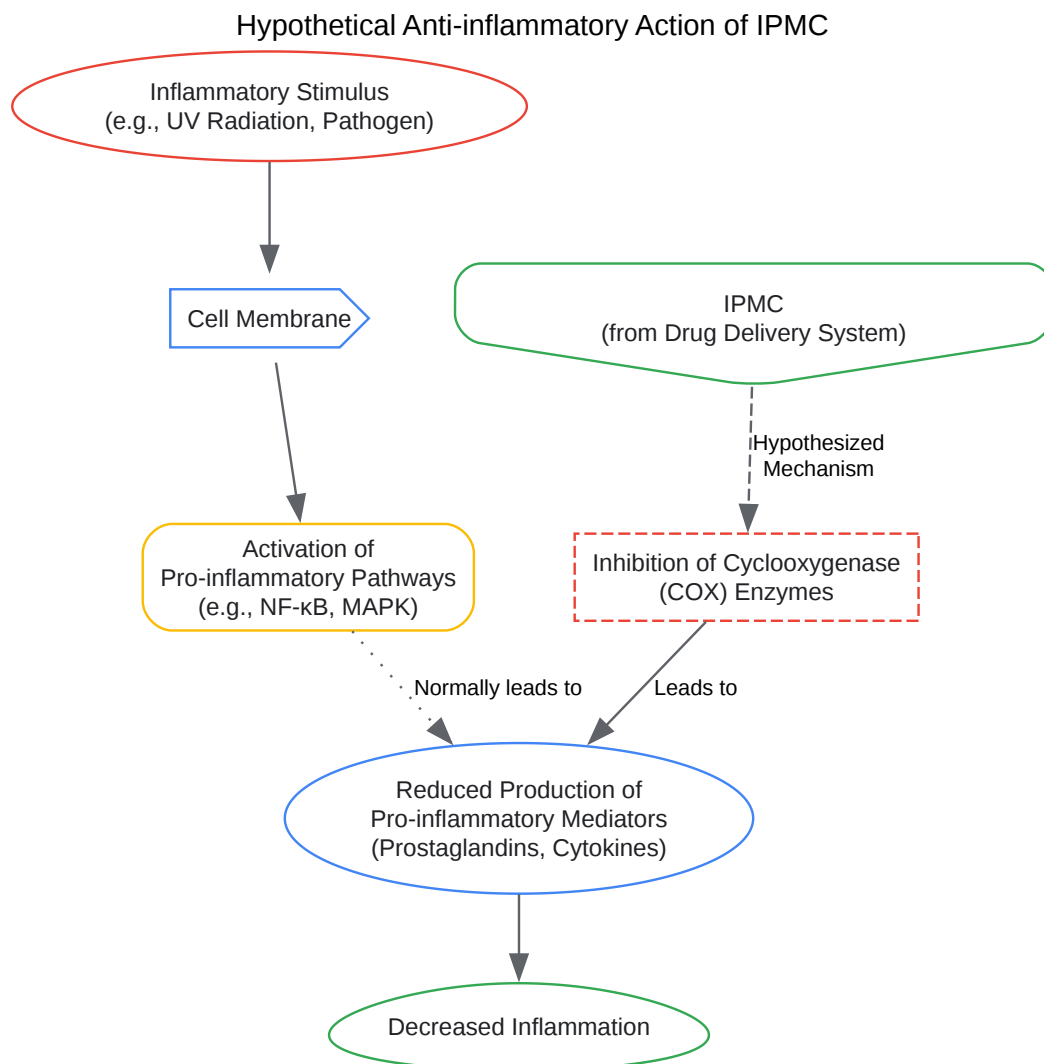 Hypothetical Anti-inflammatory Action of IPMC
Inflammatory Stimulus
(e.g., UV Radiation, Pathogen)
Cell Membrane
IPMC
(from Drug Delivery System)
Hypothesized
Mechanism
Activation of
Pro-inflammatory Pathways
(e.g., NF-κB, MAPK)
Inhibition of Cyclooxygenase
(COX) Enzymes
Normally leads to
Leads to
Reduced Production of
Pro-inflammatory Mediators
(Prostaglandins, Cytokines)
Decreased Inflammation